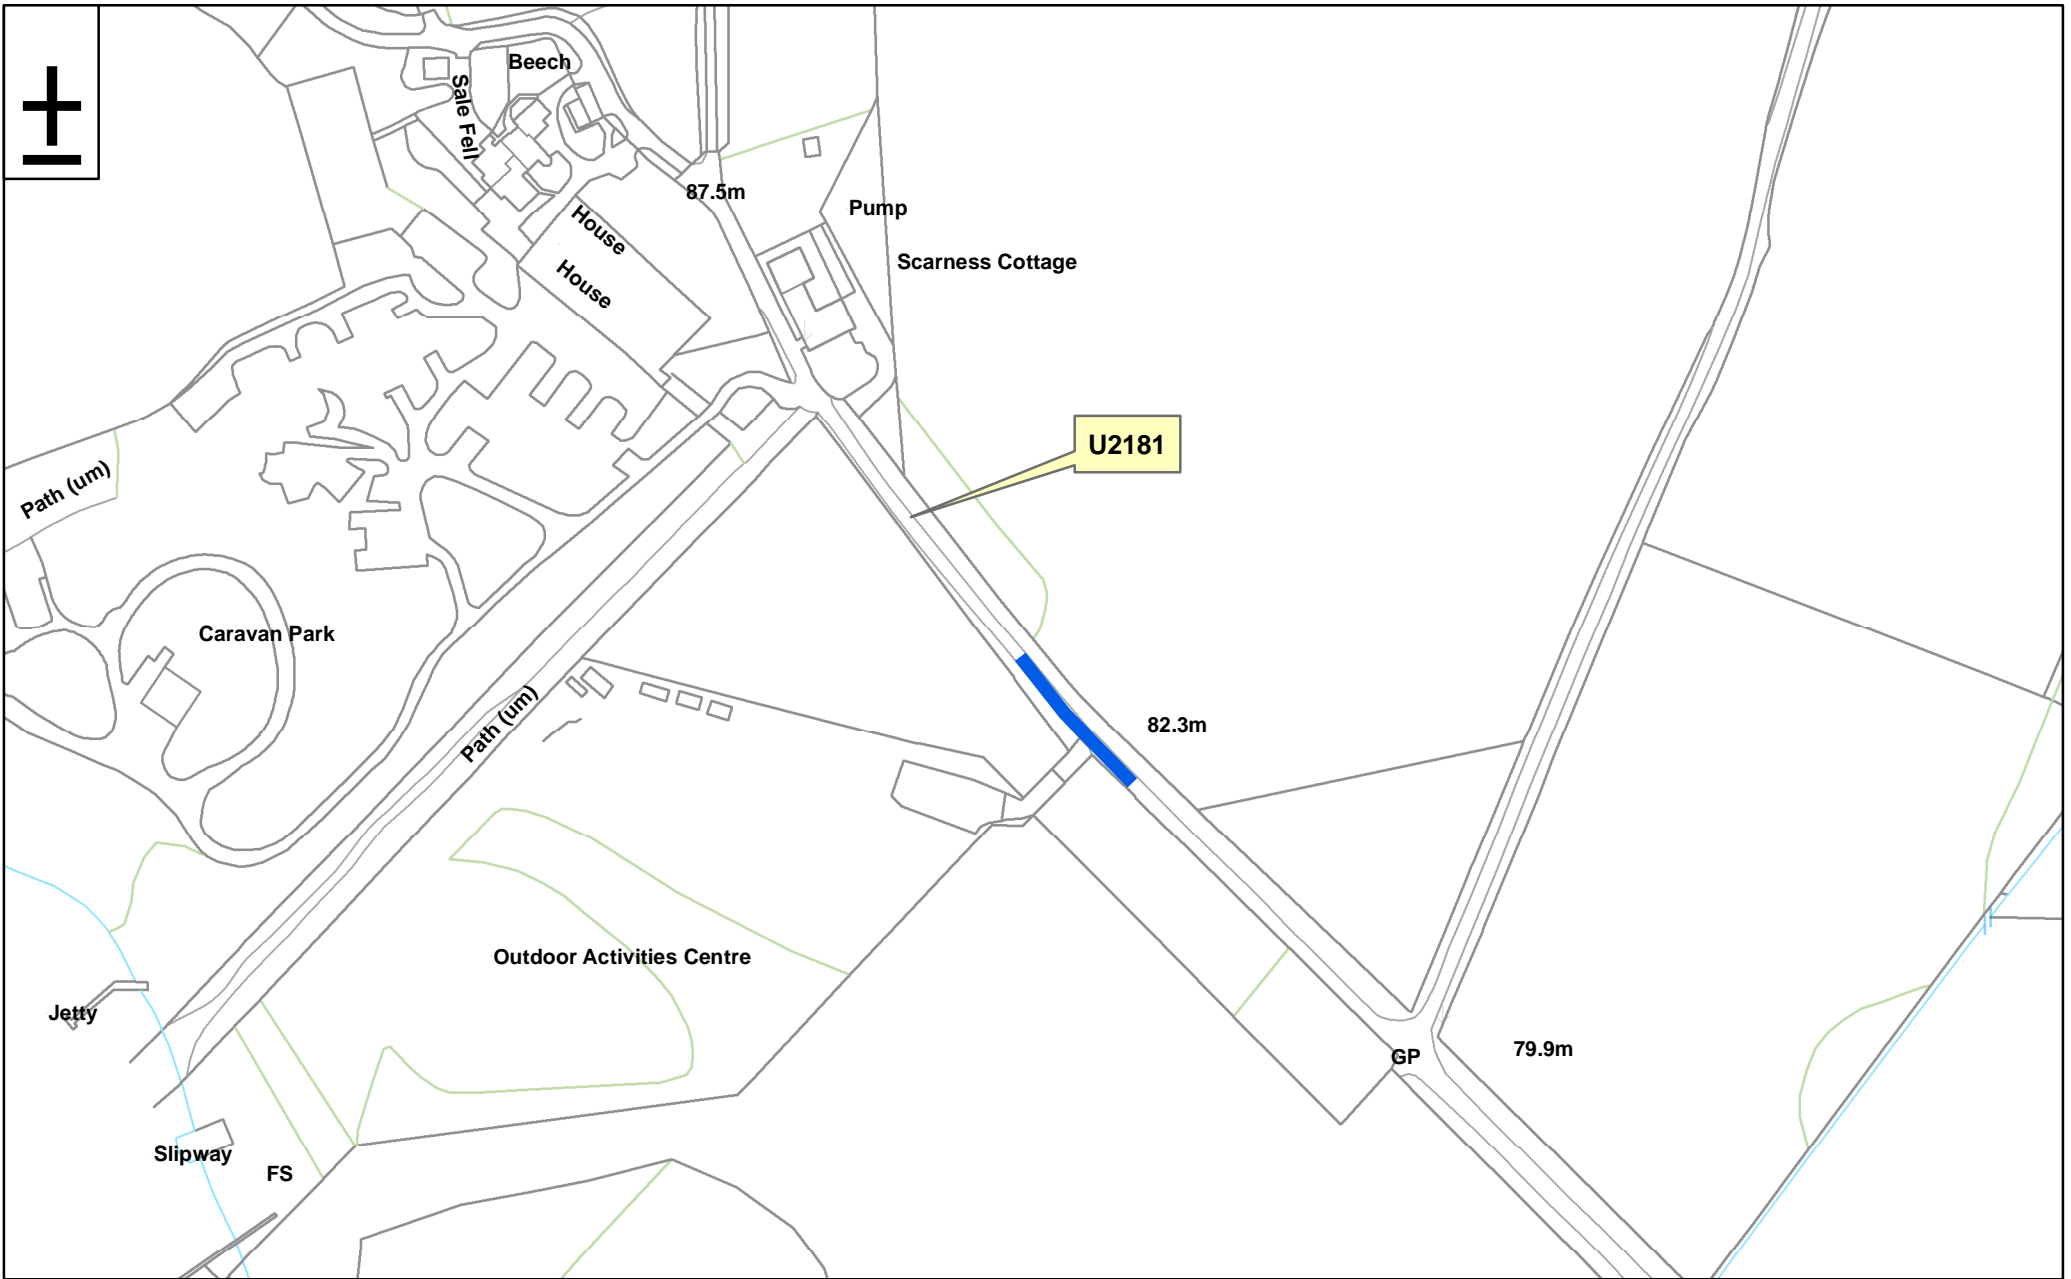 ±
Beech
Sale Fell
87.5m
Pump
House
House
Scarness Cottage
U2181
Path (um)
Caravan Park
Path (um)
82.3m
Outdoor Activities Centre
Jetty
GP
79.9m
Slipway
FS